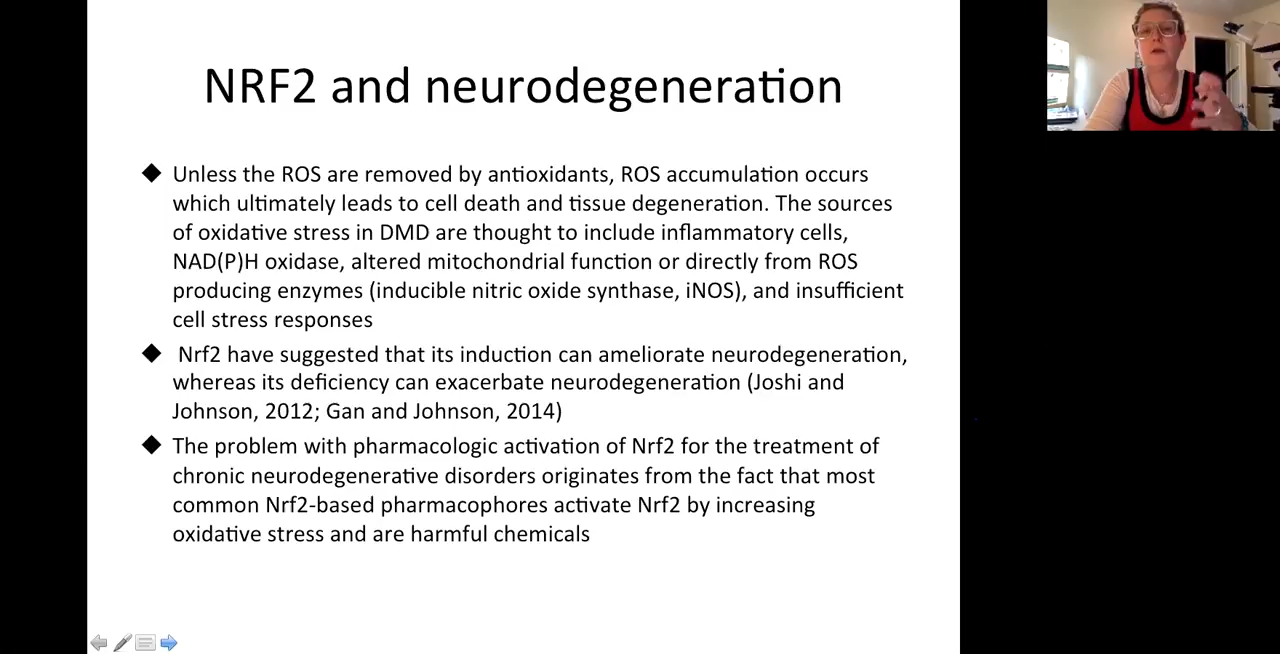 NRF2 and neurodegeneration
◆ Unless the ROS are removed by antioxidants, ROS accumulation occurs
which ultimately leads to cell death and tissue degeneration. The sources
of oxidative stress in DMD are thought to include inflammatory cells,
NAD(P)H oxidase, altered mitochondrial function or directly from ROS
producing enzymes (inducible nitric oxide synthase, iNOS), and insufficient
cell stress responses
◆ Nrf2 have suggested that its induction can ameliorate neurodegeneration,
whereas its deficiency can exacerbate neurodegeneration (Joshi and
Johnson, 2012; Gan and Johnson, 2014)
◆ The problem with pharmacologic activation of Nrf2 for the treatment of
chronic neurodegenerative disorders originates from the fact that most
common Nrf2-based pharmacophores activate Nrf2 by increasing
oxidative stress and are harmful chemicals